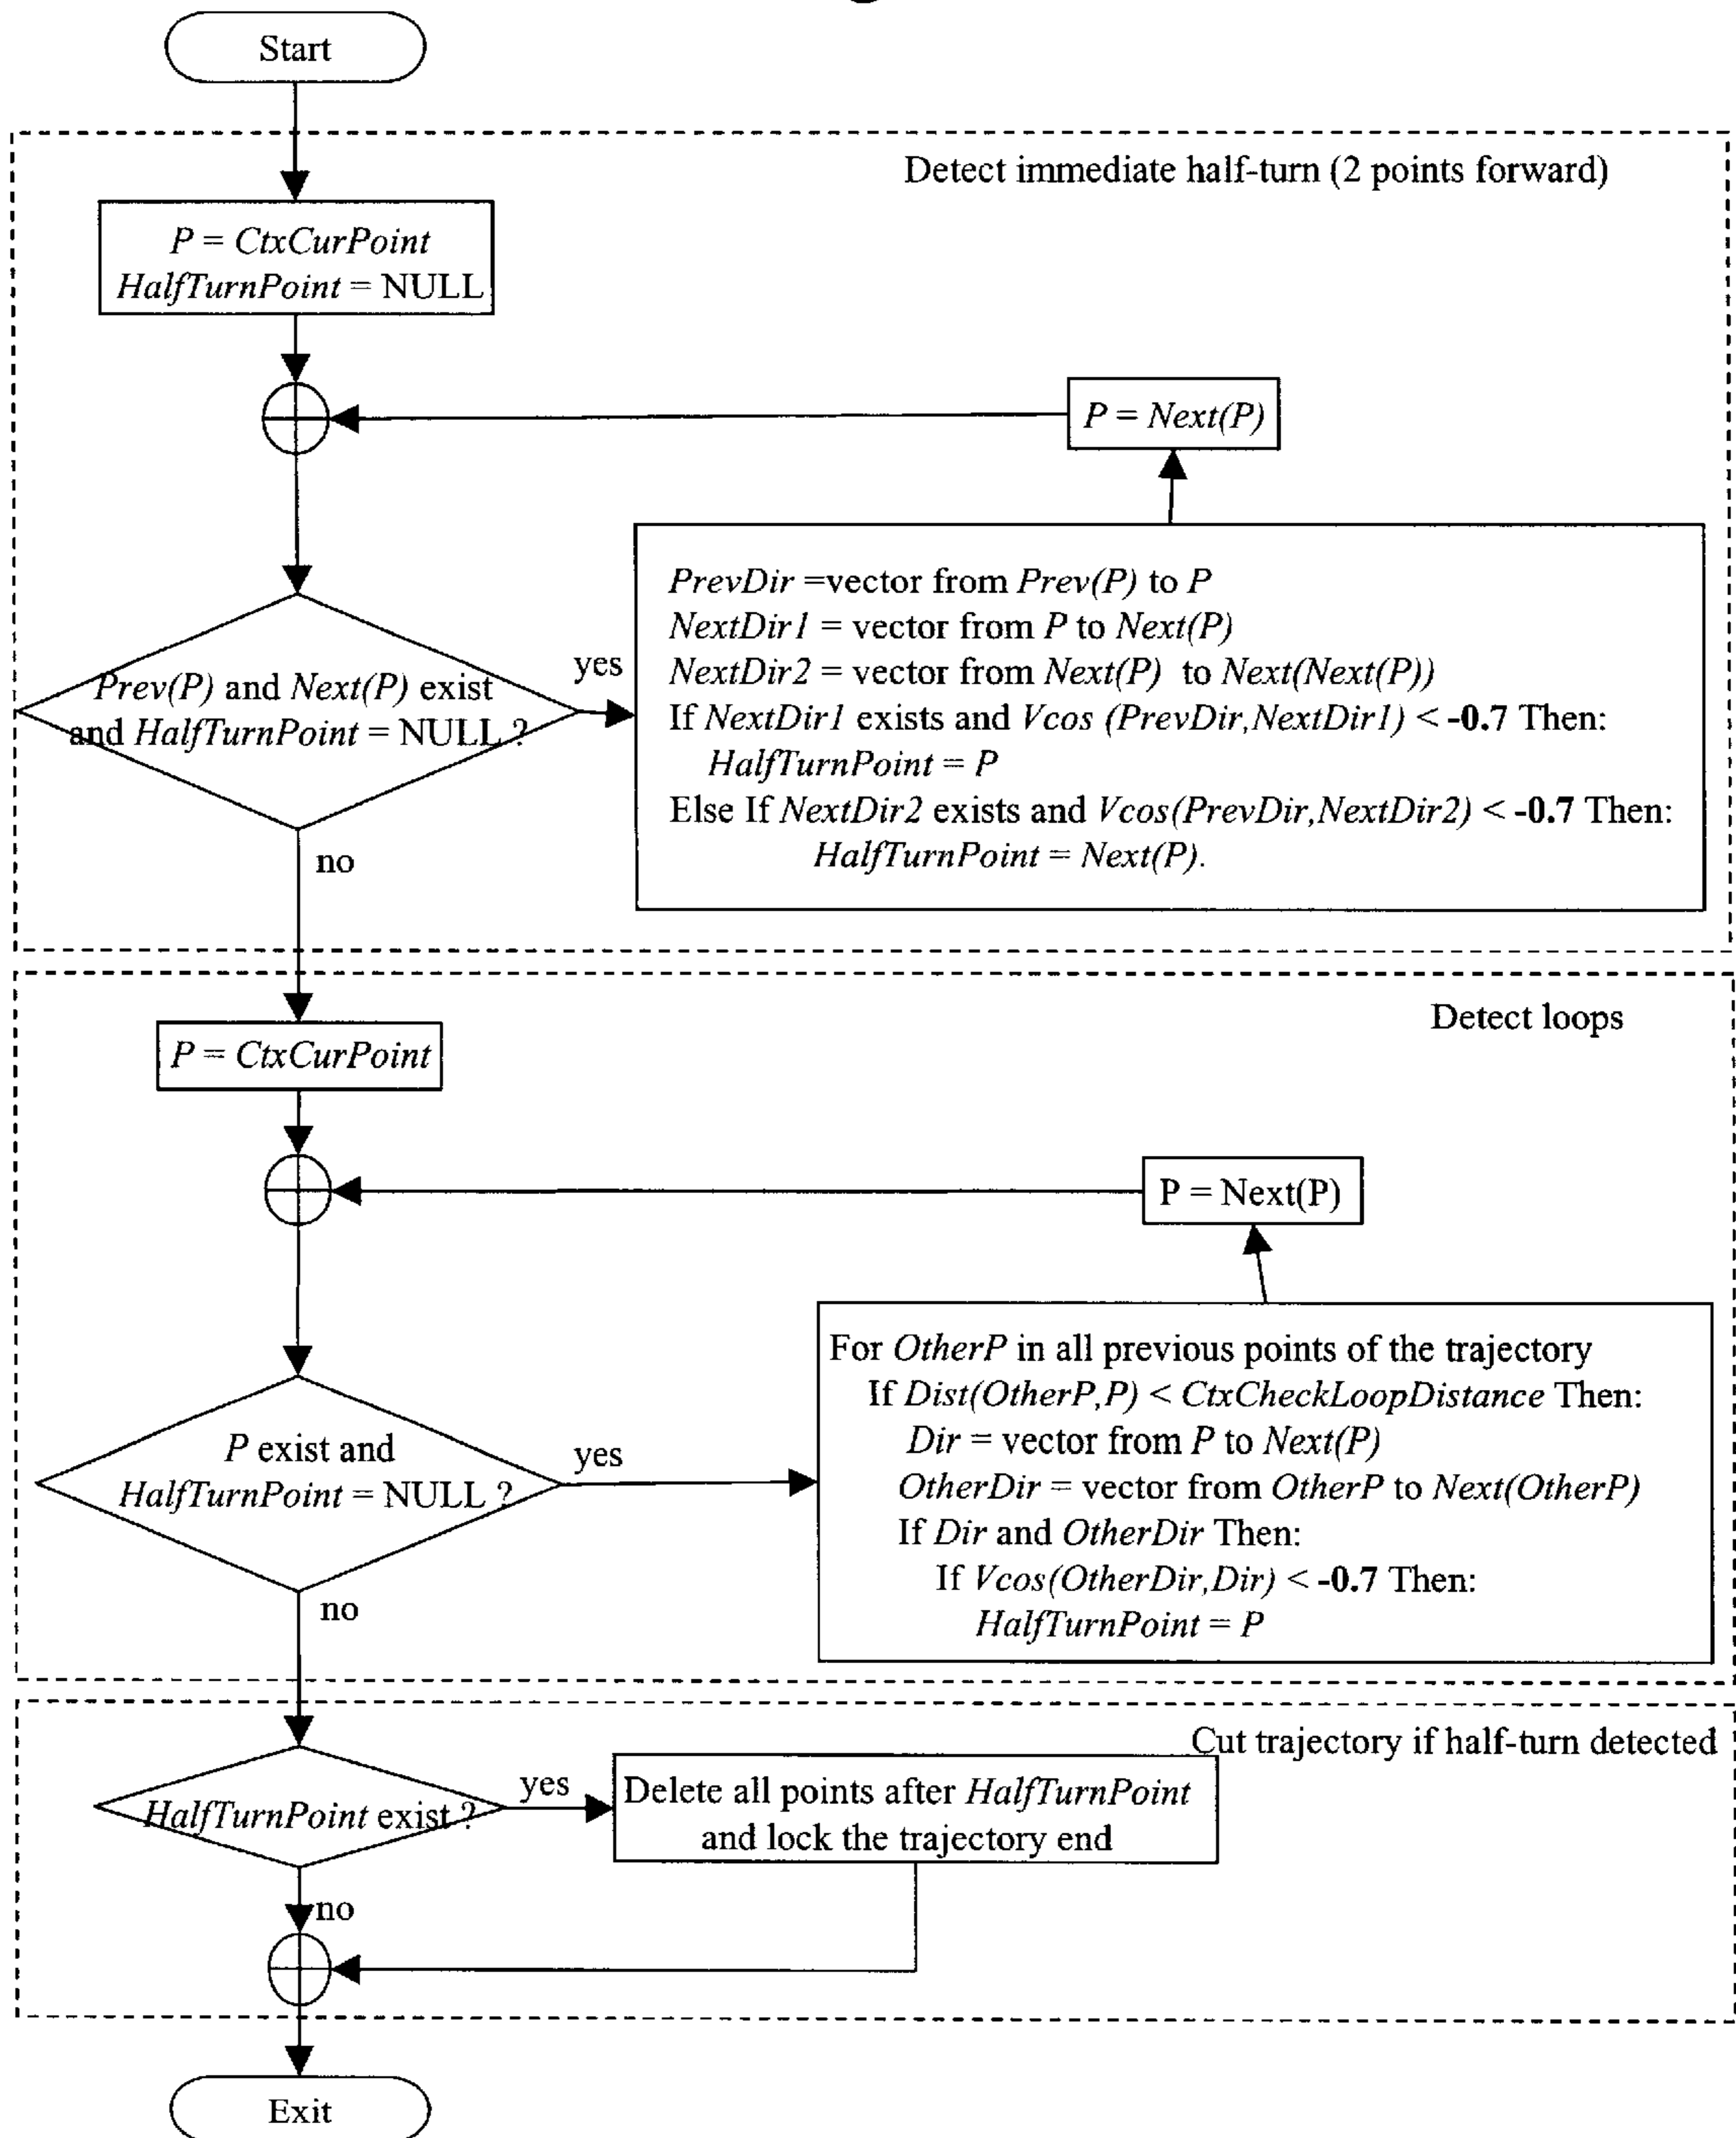 Start
Detect immediate half-turn (2 points forward)
P = CtxCurPoint
HalfTurnPoint = NULL
P = Next(P)
PrevDir =vector from Prev(P) to P
NextDir1 = vector from P to Next(P)
NextDir2 = vector from Next(P) to Next(Next(P))
If NextDir1 exists and Vcos (PrevDir,NextDir1) < -0.7 Then:
HalfTurnPoint = P
Else If NextDir2 exists and Vcos(PrevDir,NextDir2) < -0.7 Then:
HalfTurnPoint = Next(P).
Prev(P) and Next(P) exist
and HalfTurnPoint = NULL ?
yes
no
Detect loops
P = CtxCurPoint
P = Next(P)
For OtherP in all previous points of the trajectory
If Dist(OtherP,P) < CtxCheckLoopDistance Then:
Dir = vector from P to Next(P)
OtherDir = vector from OtherP to Next(OtherP)
If Dir and OtherDir Then:
If Vcos(OtherDir,Dir) < -0.7 Then:
HalfTurnPoint = P
P exist and
HalfTurnPoint = NULL ?
yes
no
Cut trajectory if half-turn detected
HalfTurnPoint exist ?
yes
Delete all points after HalfTurnPoint
and lock the trajectory end
no
Exit